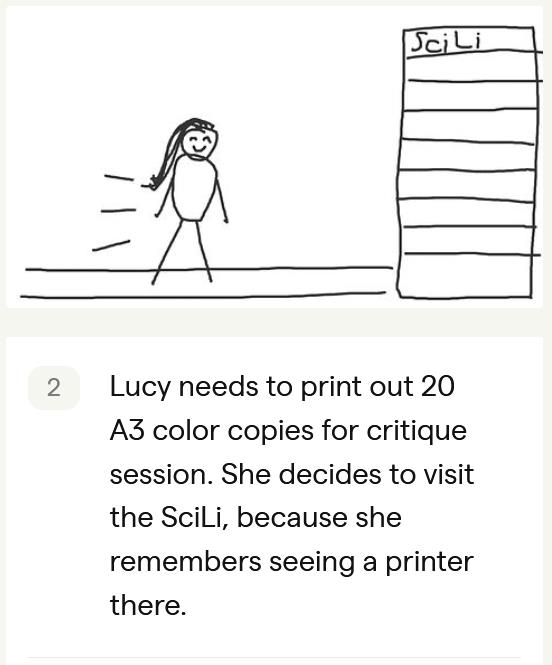 SciLi
2
Lucy needs to print out 20
A3 color copies for critique
session. She decides to visit
the SciLi, because she
remembers seeing a printer
there.